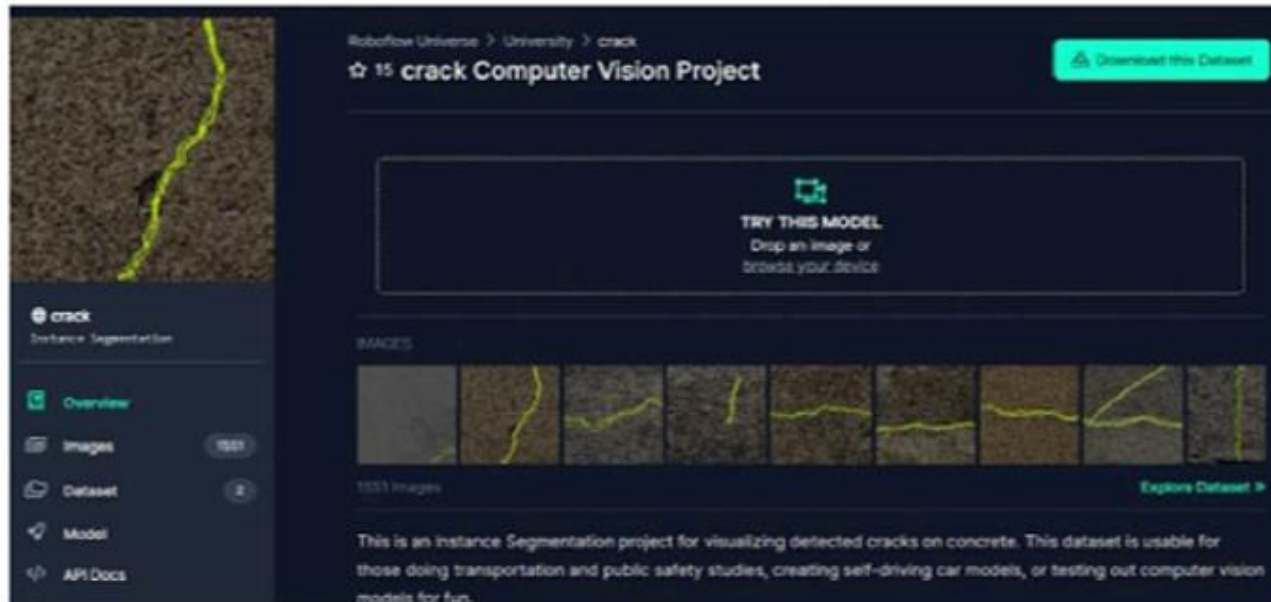 Roboflow Universe > University > crack
15 crack Computer Vision Project
Download this Dataset
TRY THIS MODEL
Drop an image or
browse your device
crack
Instance Segmentation
IMAGES
Overview
Images 1551
Dataset 2
Model
API Docs
1551 images
Explore Dataset »
This is an Instance Segmentation project for visualizing detected cracks on concrete. This dataset is usable for
those doing transportation and public safety studies, creating self-driving car models, or testing out computer vision
models for fun.